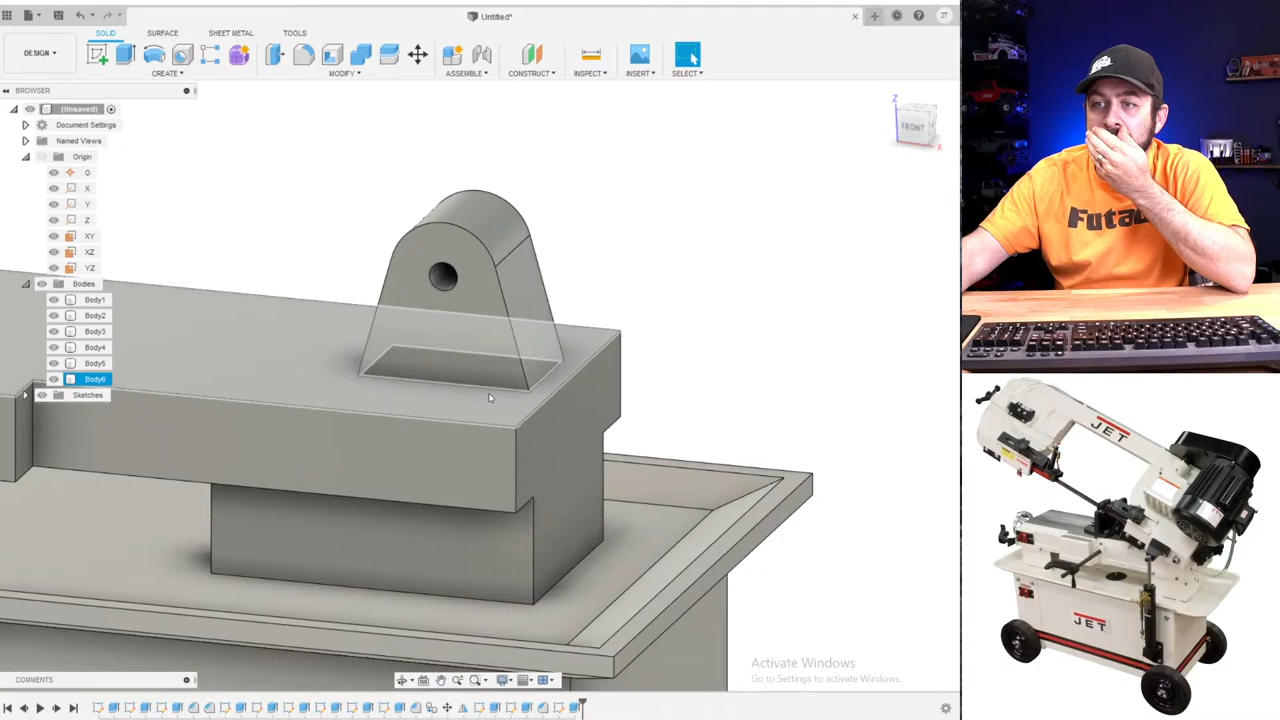 Untitled*
JT
DESIGN
SOLID
SURFACE
SHEET METAL
TOOLS
CREATE
MODIFY
ASSEMBLE
CONSTRUCT
INSPECT
INSERT
SELECT
BROWSER
(Unsaved)
Document Settings
Named Views
Origin
O
X
Y
Z
XY
XZ
YZ
Bodies
Body1
Body2
Body3
Body4
Body5
Body6
Sketches
Z
FRONT
X
Activate Windows
Go to Settings to activate Windows.
COMMENTS
Futa
JET
JET